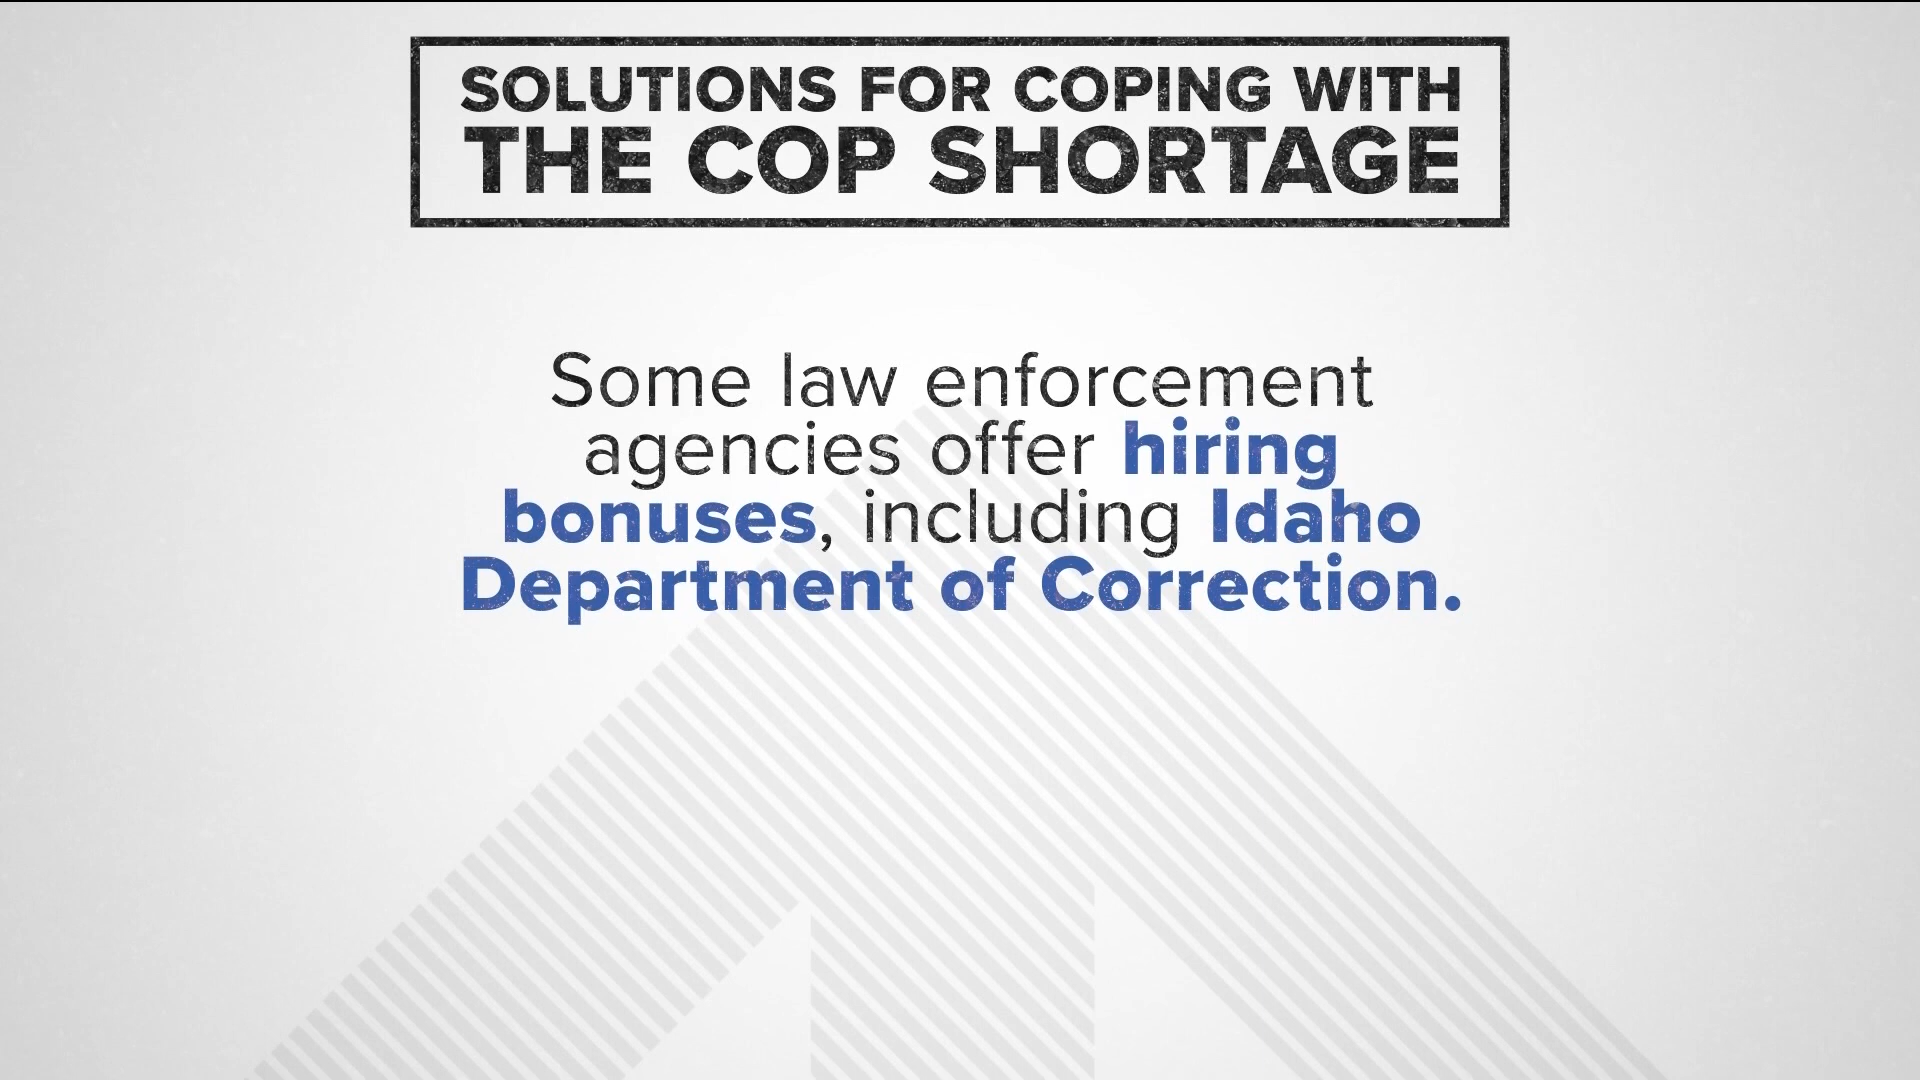 SOLUTIONS FOR COPING WITH
THE COP SHORTAGE
Some law enforcement
agencies offer hiring
bonuses, including Idaho
Department of Correction.